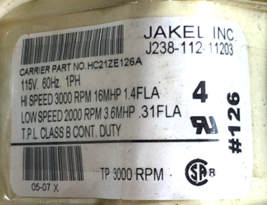 JAKEL INC.
J238-112-11203
CARRIER PART NO. HC21ZE126A
115V. 60Hz. 1PH
HI SPEED 3000 RPM 16MHP 1.4FLA
LOW SPEED 2000 RPM 3.6MHP .31FLA
T.P.L CLASS B CONT. DUTY
4
#126
05-07 X
TP 3000 RPM